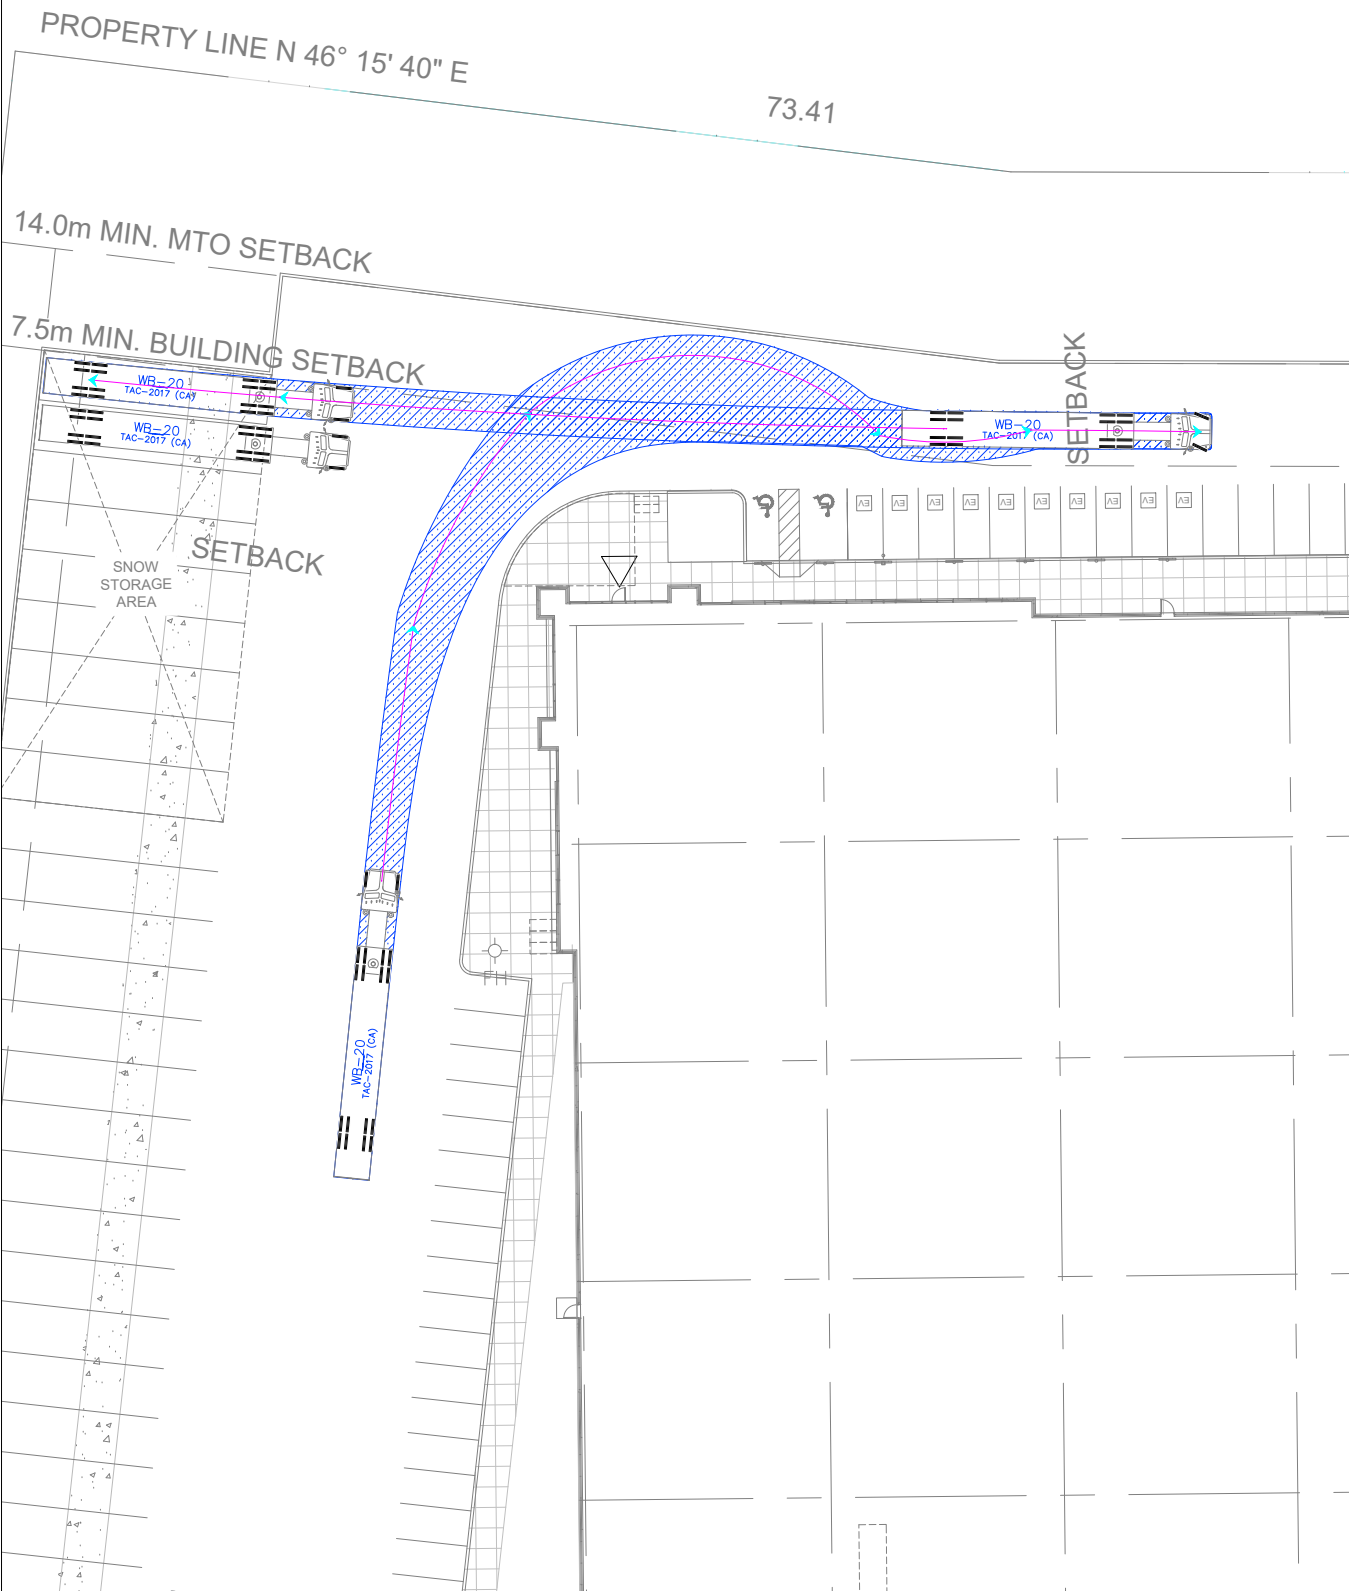 PROPERTY LINE N 46° 15' 40" E
73.41
14.0m MIN. MTO SETBACK
7.5m MIN. BUILDING SETBACK
SETBACK
WB-20
TAC-2017 (CA)
WB-20
TAC-2017 (CA)
WB-20
TAC-2017 (CA)
EV
EV
EV
EV
EV
EV
EV
EV
EV
EV
SETBACK
SNOW
STORAGE
AREA
WB-20
TAC-2017 (CA)